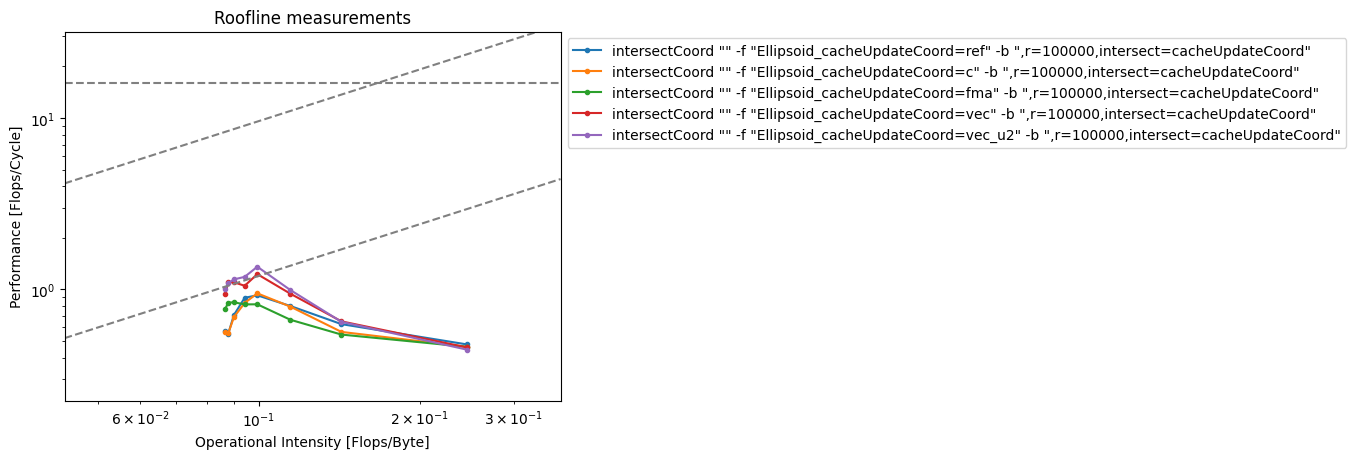 Roofline measurements
intersectCoord "" -f "Ellipsoid_cacheUpdateCoord=ref" -b ",r=100000,intersect=cacheUpdateCoord"
intersectCoord "" -f "Ellipsoid_cacheUpdateCoord=c" -b ",r=100000,intersect=cacheUpdateCoord"
intersectCoord "" -f "Ellipsoid_cacheUpdateCoord=fma" -b ",r=100000,intersect=cacheUpdateCoord"
intersectCoord "" -f "Ellipsoid_cacheUpdateCoord=vec" -b ",r=100000,intersect=cacheUpdateCoord"
intersectCoord "" -f "Ellipsoid_cacheUpdateCoord=vec_u2" -b ",r=100000,intersect=cacheUpdateCoord"
Performance [Flops/Cycle]
10¹
10⁰
6 × 10⁻² 10⁻¹ 2 × 10⁻¹ 3 × 10⁻¹
Operational Intensity [Flops/Byte]